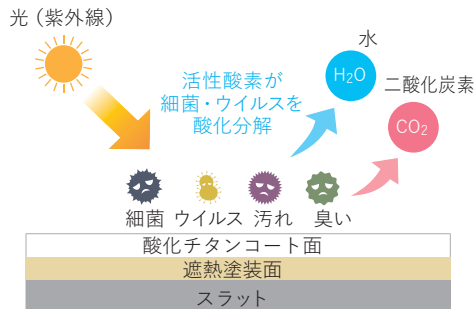 光（紫外線）
活性酸素が
細菌・ウイルスを
酸化分解
水
H₂O
二酸化炭素
CO₂
細菌 ウイルス 汚れ 臭い
酸化チタンコート面
遮熱塗装面
スラット